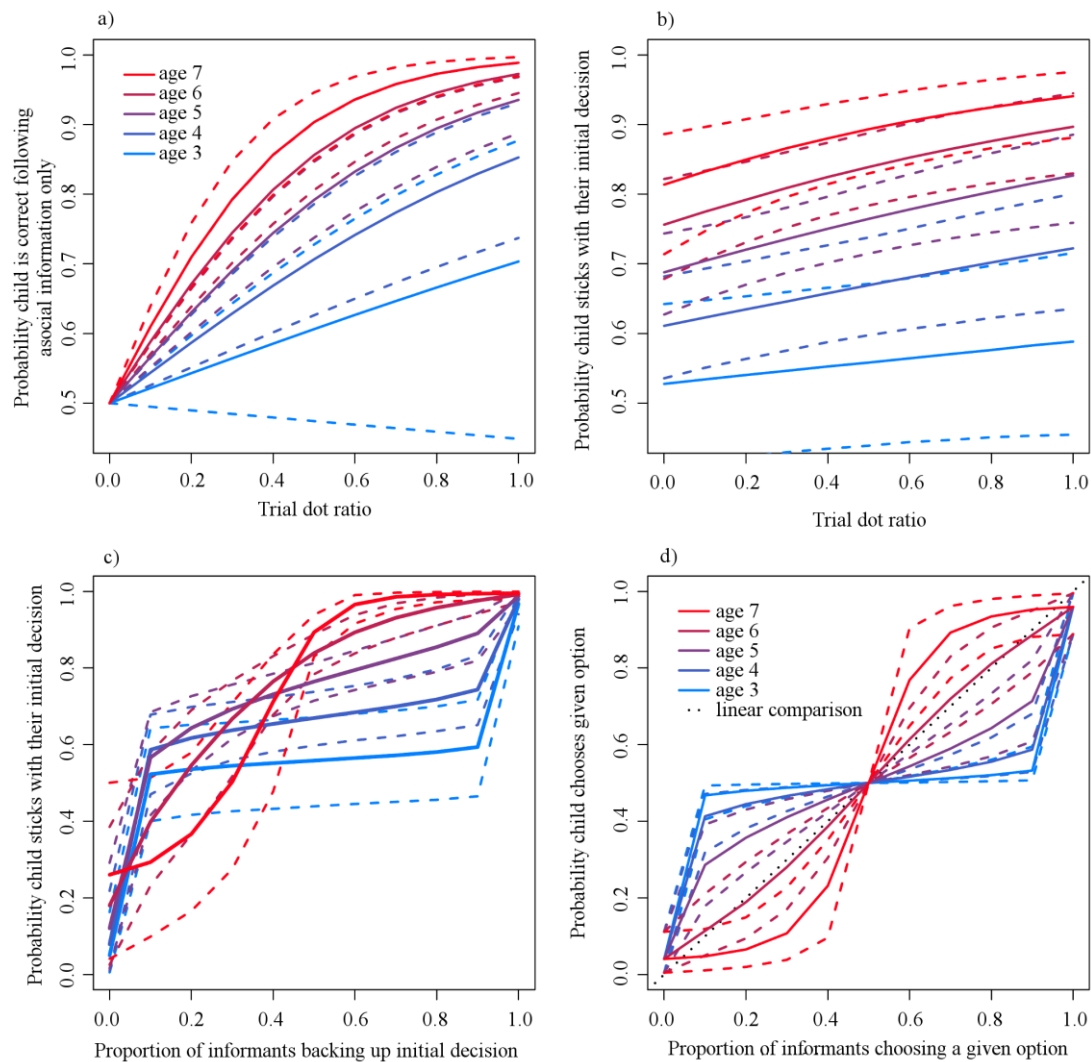 a)
Probability child is correct following
asocial information only
1.0
0.9
0.8
0.7
0.6
0.5
age 7
age 6
age 5
age 4
age 3
0.0 0.2 0.4 0.6 0.8 1.0
Trial dot ratio
b)
Probability child sticks with their initial decision
1.0
0.9
0.8
0.7
0.6
0.5
0.0 0.2 0.4 0.6 0.8 1.0
Trial dot ratio
c)
Probability child sticks with their initial decision
1.0
0.8
0.6
0.4
0.2
0.0
0.0 0.2 0.4 0.6 0.8 1.0
Proportion of informants backing up initial decision
d)
Probability child chooses given option
1.0
0.8
0.6
0.4
0.2
0.0
age 7
age 6
age 5
age 4
age 3
linear comparison
0.0 0.2 0.4 0.6 0.8 1.0
Proportion of informants choosing a given option